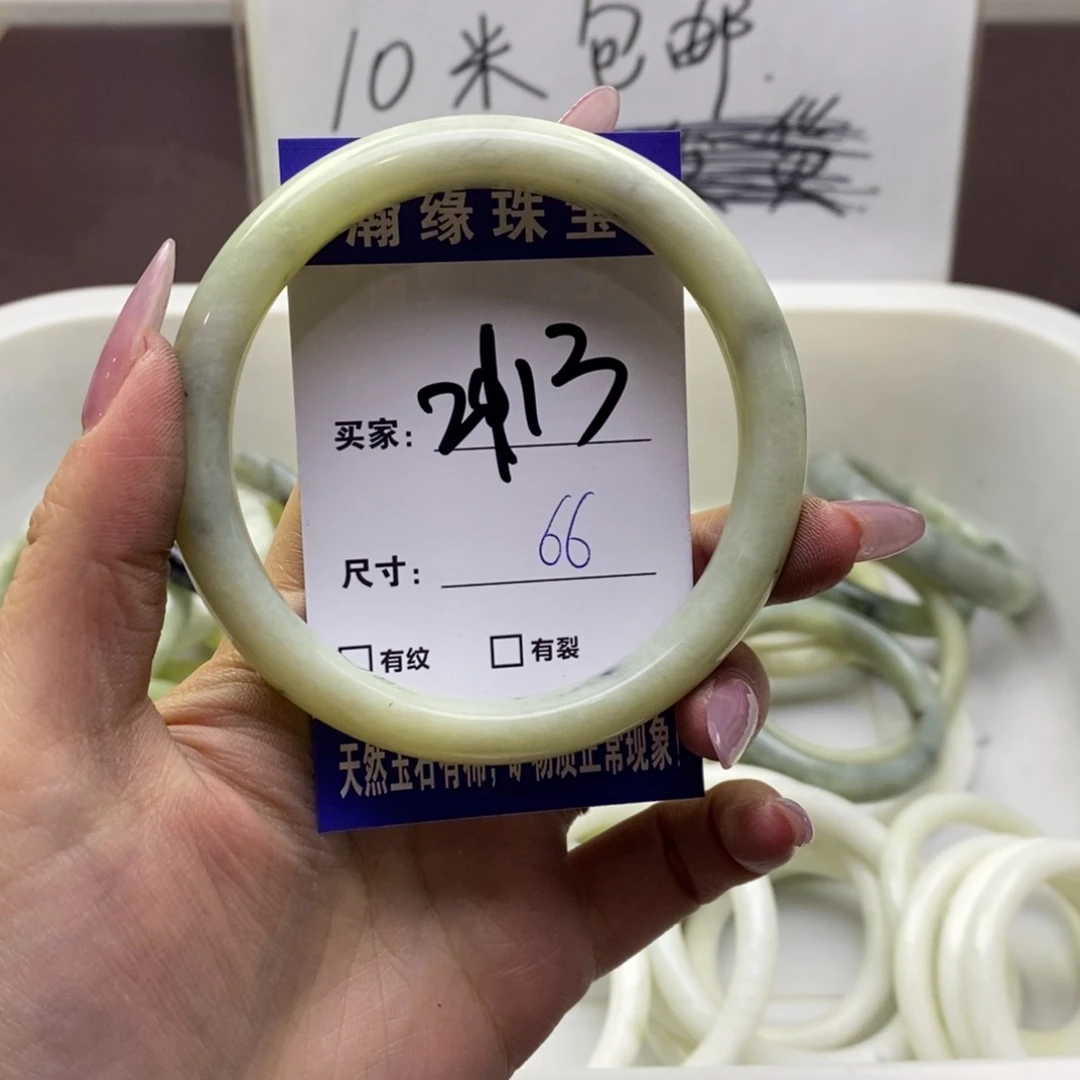 10米包邮.
瀚缘珠宝
买家: 2113
尺寸: 66
□有纹 □有裂
天然玉石有棉,矿物质正常现象!